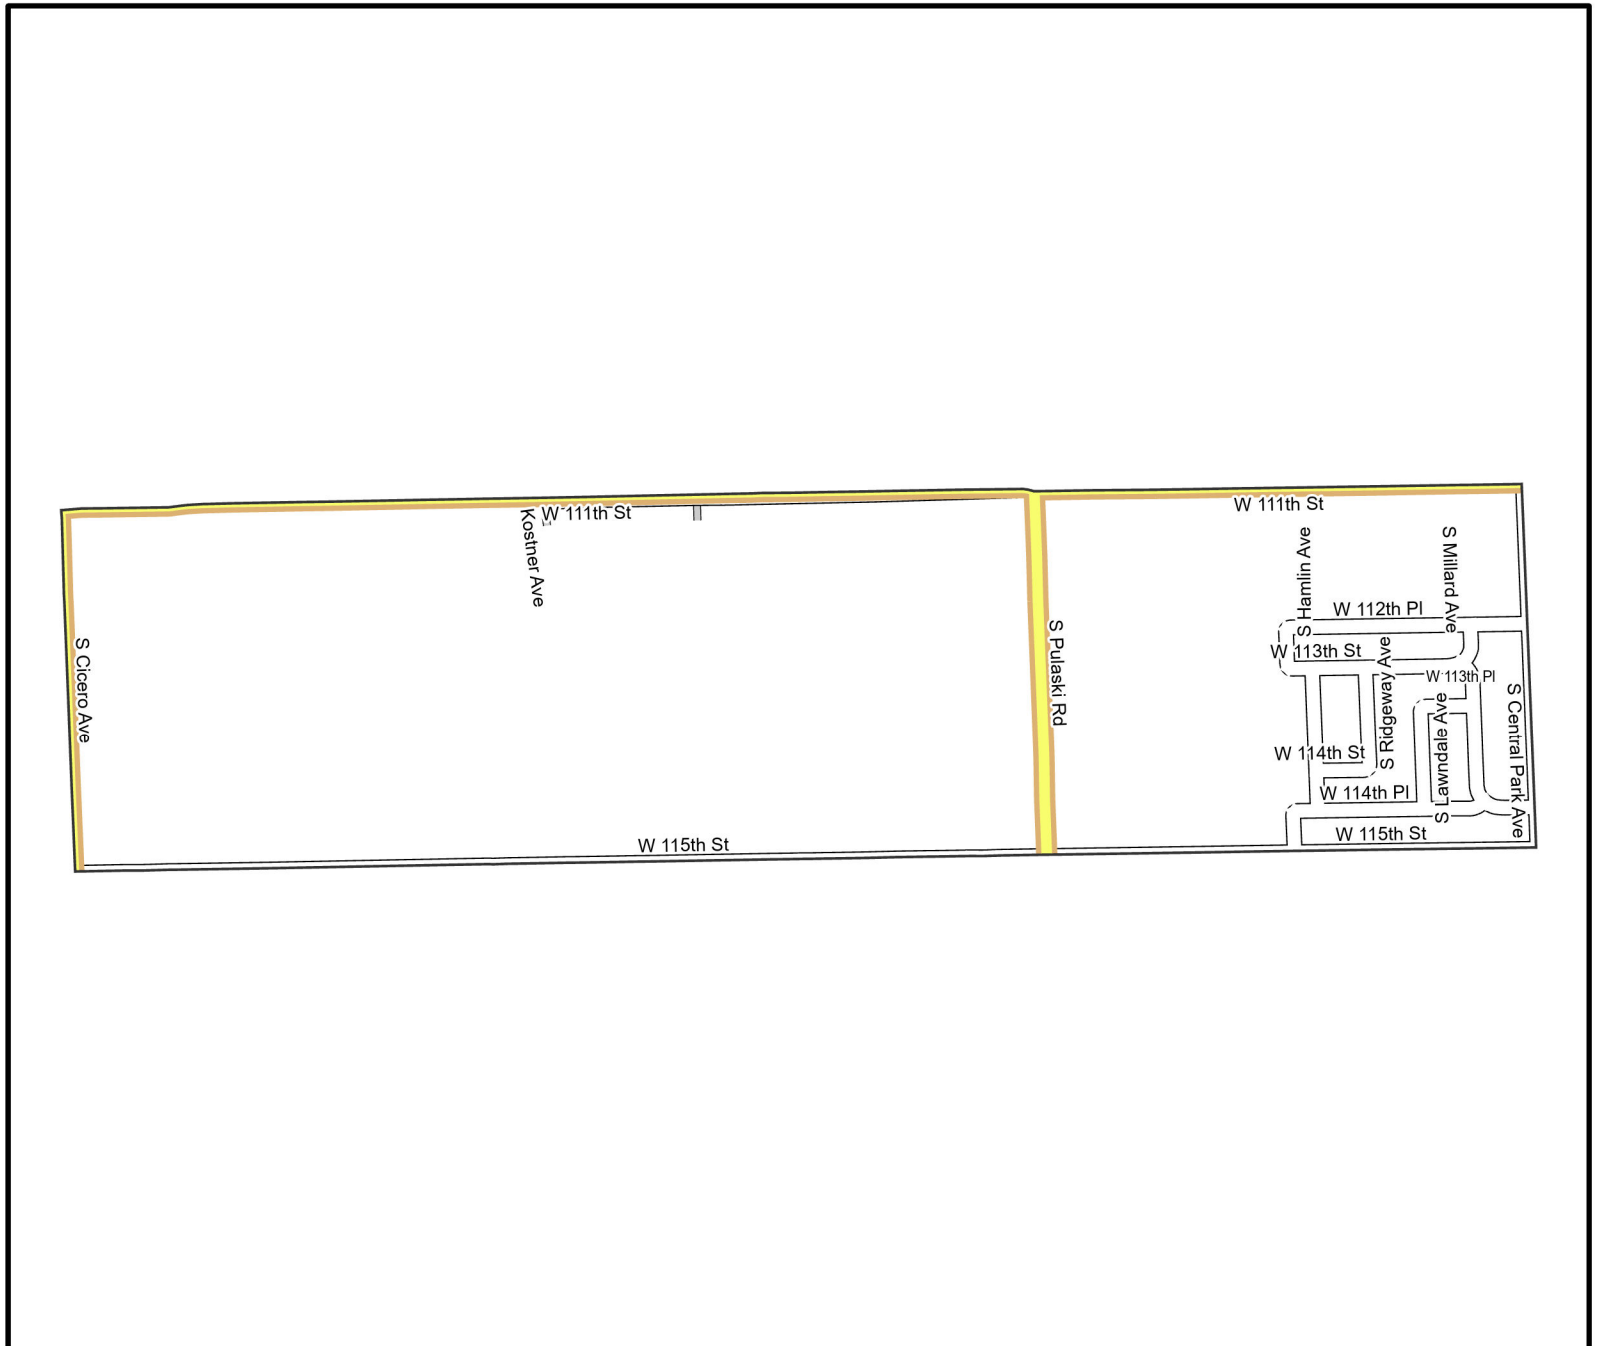 W 111th St
W 111th St
Kostner Ave
S Hamlin Ave
S Millard Ave
W 112th Pl
S Cicero Ave
S Pulaski Rd
W 113th St
S Ridgeway Ave
W 113th Pl
S Lawndale Ave
S Central Park Ave
W 114th St
W 114th Pl
W 115th St
W 115th St